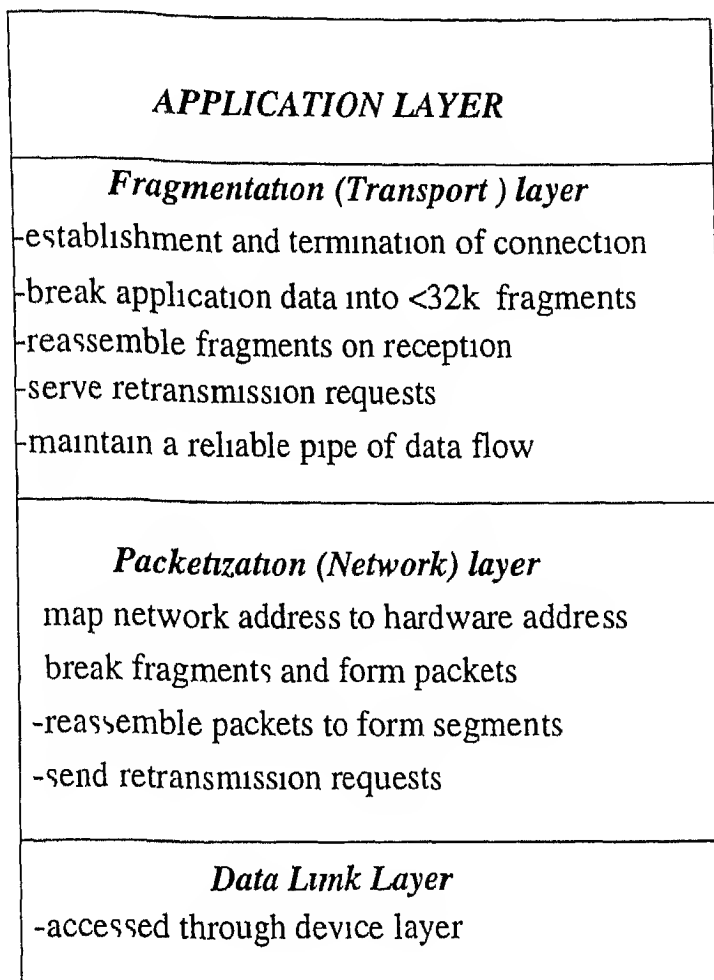 APPLICATION LAYER
Fragmentation (Transport ) layer
-establishment and termination of connection
-break application data into <32k fragments
-reassemble fragments on reception
-serve retransmission requests
-maintain a reliable pipe of data flow
Packetization (Network) layer
map network address to hardware address
break fragments and form packets
-reassemble packets to form segments
-send retransmission requests
Data Link Layer
-accessed through device layer